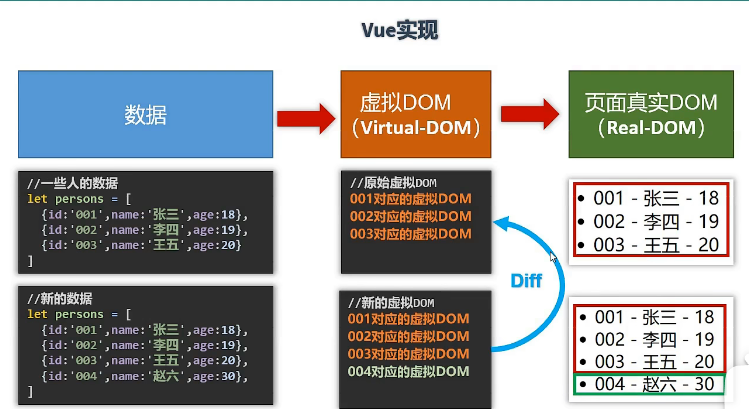 Vue实现
数据
虚拟DOM
（Virtual-DOM）
页面真实DOM
（Real-DOM）
//一些人的数据
let persons = [
{id:'001',name:'张三',age:18},
{id:'002',name:'李四',age:19},
{id:'003',name:'王五',age:20}
]
//原始虚拟DOM
001对应的虚拟DOM
002对应的虚拟DOM
003对应的虚拟DOM
001 - 张三 - 18
002 - 李四 - 19
003 - 王五 - 20
Diff
//新的数据
let persons = [
{id:'001',name:'张三',age:18},
{id:'002',name:'李四',age:19},
{id:'003',name:'王五',age:20},
{id:'004',name:'赵六',age:30},
]
//新的虚拟DOM
001对应的虚拟DOM
002对应的虚拟DOM
003对应的虚拟DOM
004对应的虚拟DOM
001 - 张三 - 18
002 - 李四 - 19
003 - 王五 - 20
004 - 赵六 - 30